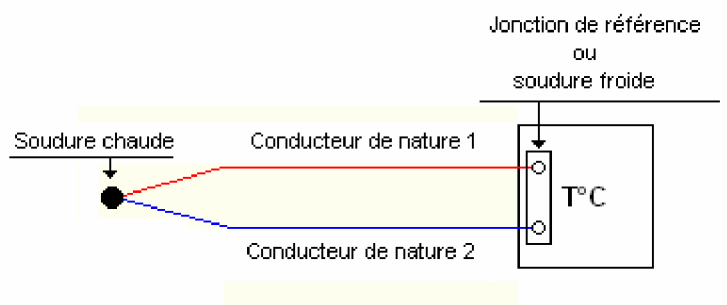 Jonction de référence
ou
soudure froide
Soudure chaude
Conducteur de nature 1
T°C
Conducteur de nature 2